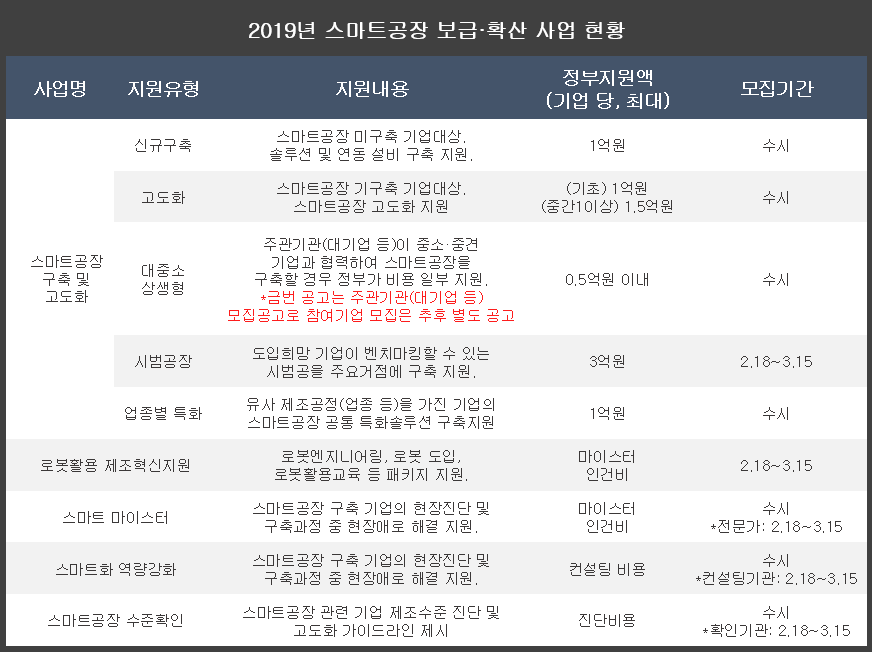 2019년 스마트공장 보급·확산 사업 현황
사업명 지원유형 지원내용 정부지원액 (기업 당, 최대) 모집기간
스마트공장
구축 및
고도화
신규구축
스마트공장 미구축 기업대상.
솔루션 및 연동 설비 구축 지원.
1억원
수시
고도화
스마트공장 기구축 기업대상.
스마트공장 고도화 지원
(기초) 1억원
(중간1이상) 1.5억원
수시
대중소
상생형
주관기관(대기업 등)이 중소·중견
기업과 협력하여 스마트공장을
구축할 경우 정부가 비용 일부 지원.
*금번 공고는 주관기관(대기업 등)
모집공고로 참여기업 모집은 추후 별도 공고
0.5억원 이내
수시
시범공장
도입희망 기업이 벤치마킹할 수 있는
시범공을 주요거점에 구축 지원.
3억원
2.18~3.15
업종별 특화
유사 제조공정(업종 등)을 가진 기업의
스마트공장 공통 특화솔루션 구축지원
1억원
수시
로봇활용 제조혁신지원
로봇엔지니어링, 로봇 도입,
로봇활용교육 등 패키지 지원.
마이스터
인건비
2.18~3.15
스마트 마이스터
스마트공장 구축 기업의 현장진단 및
구축과정 중 현장애로 해결 지원.
마이스터
인건비
수시
*전문가: 2.18~3.15
스마트화 역량강화
스마트공장 구축 기업의 현장진단 및
구축과정 중 현장애로 해결 지원.
컨설팅 비용
수시
*컨설팅기관: 2.18~3.15
스마트공장 수준확인
스마트공장 관련 기업 제조수준 진단 및
고도화 가이드라인 제시
진단비용
수시
*확인기관: 2.18~3.15